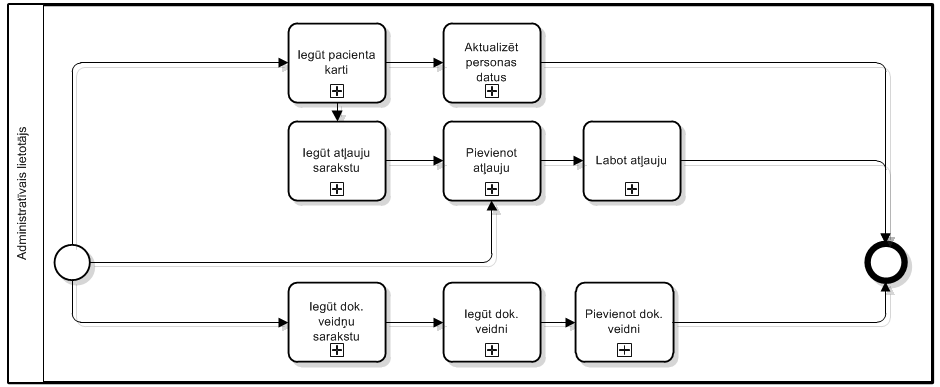 Administratīvais lietotājs
Iegūt pacienta
karti
Aktualizēt
personas
datus
Iegūt atļauju
sarakstu
Pievienot
atļauju
Labot atļauju
Iegūt dok.
veidņu
sarakstu
Iegūt dok.
veidni
Pievienot dok.
veidni